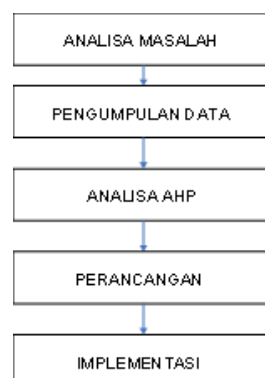 ANALISA MASALAH
PENGUMPULAN DATA
ANALISA AHP
PERANCANGAN
IMPLEMENTASI